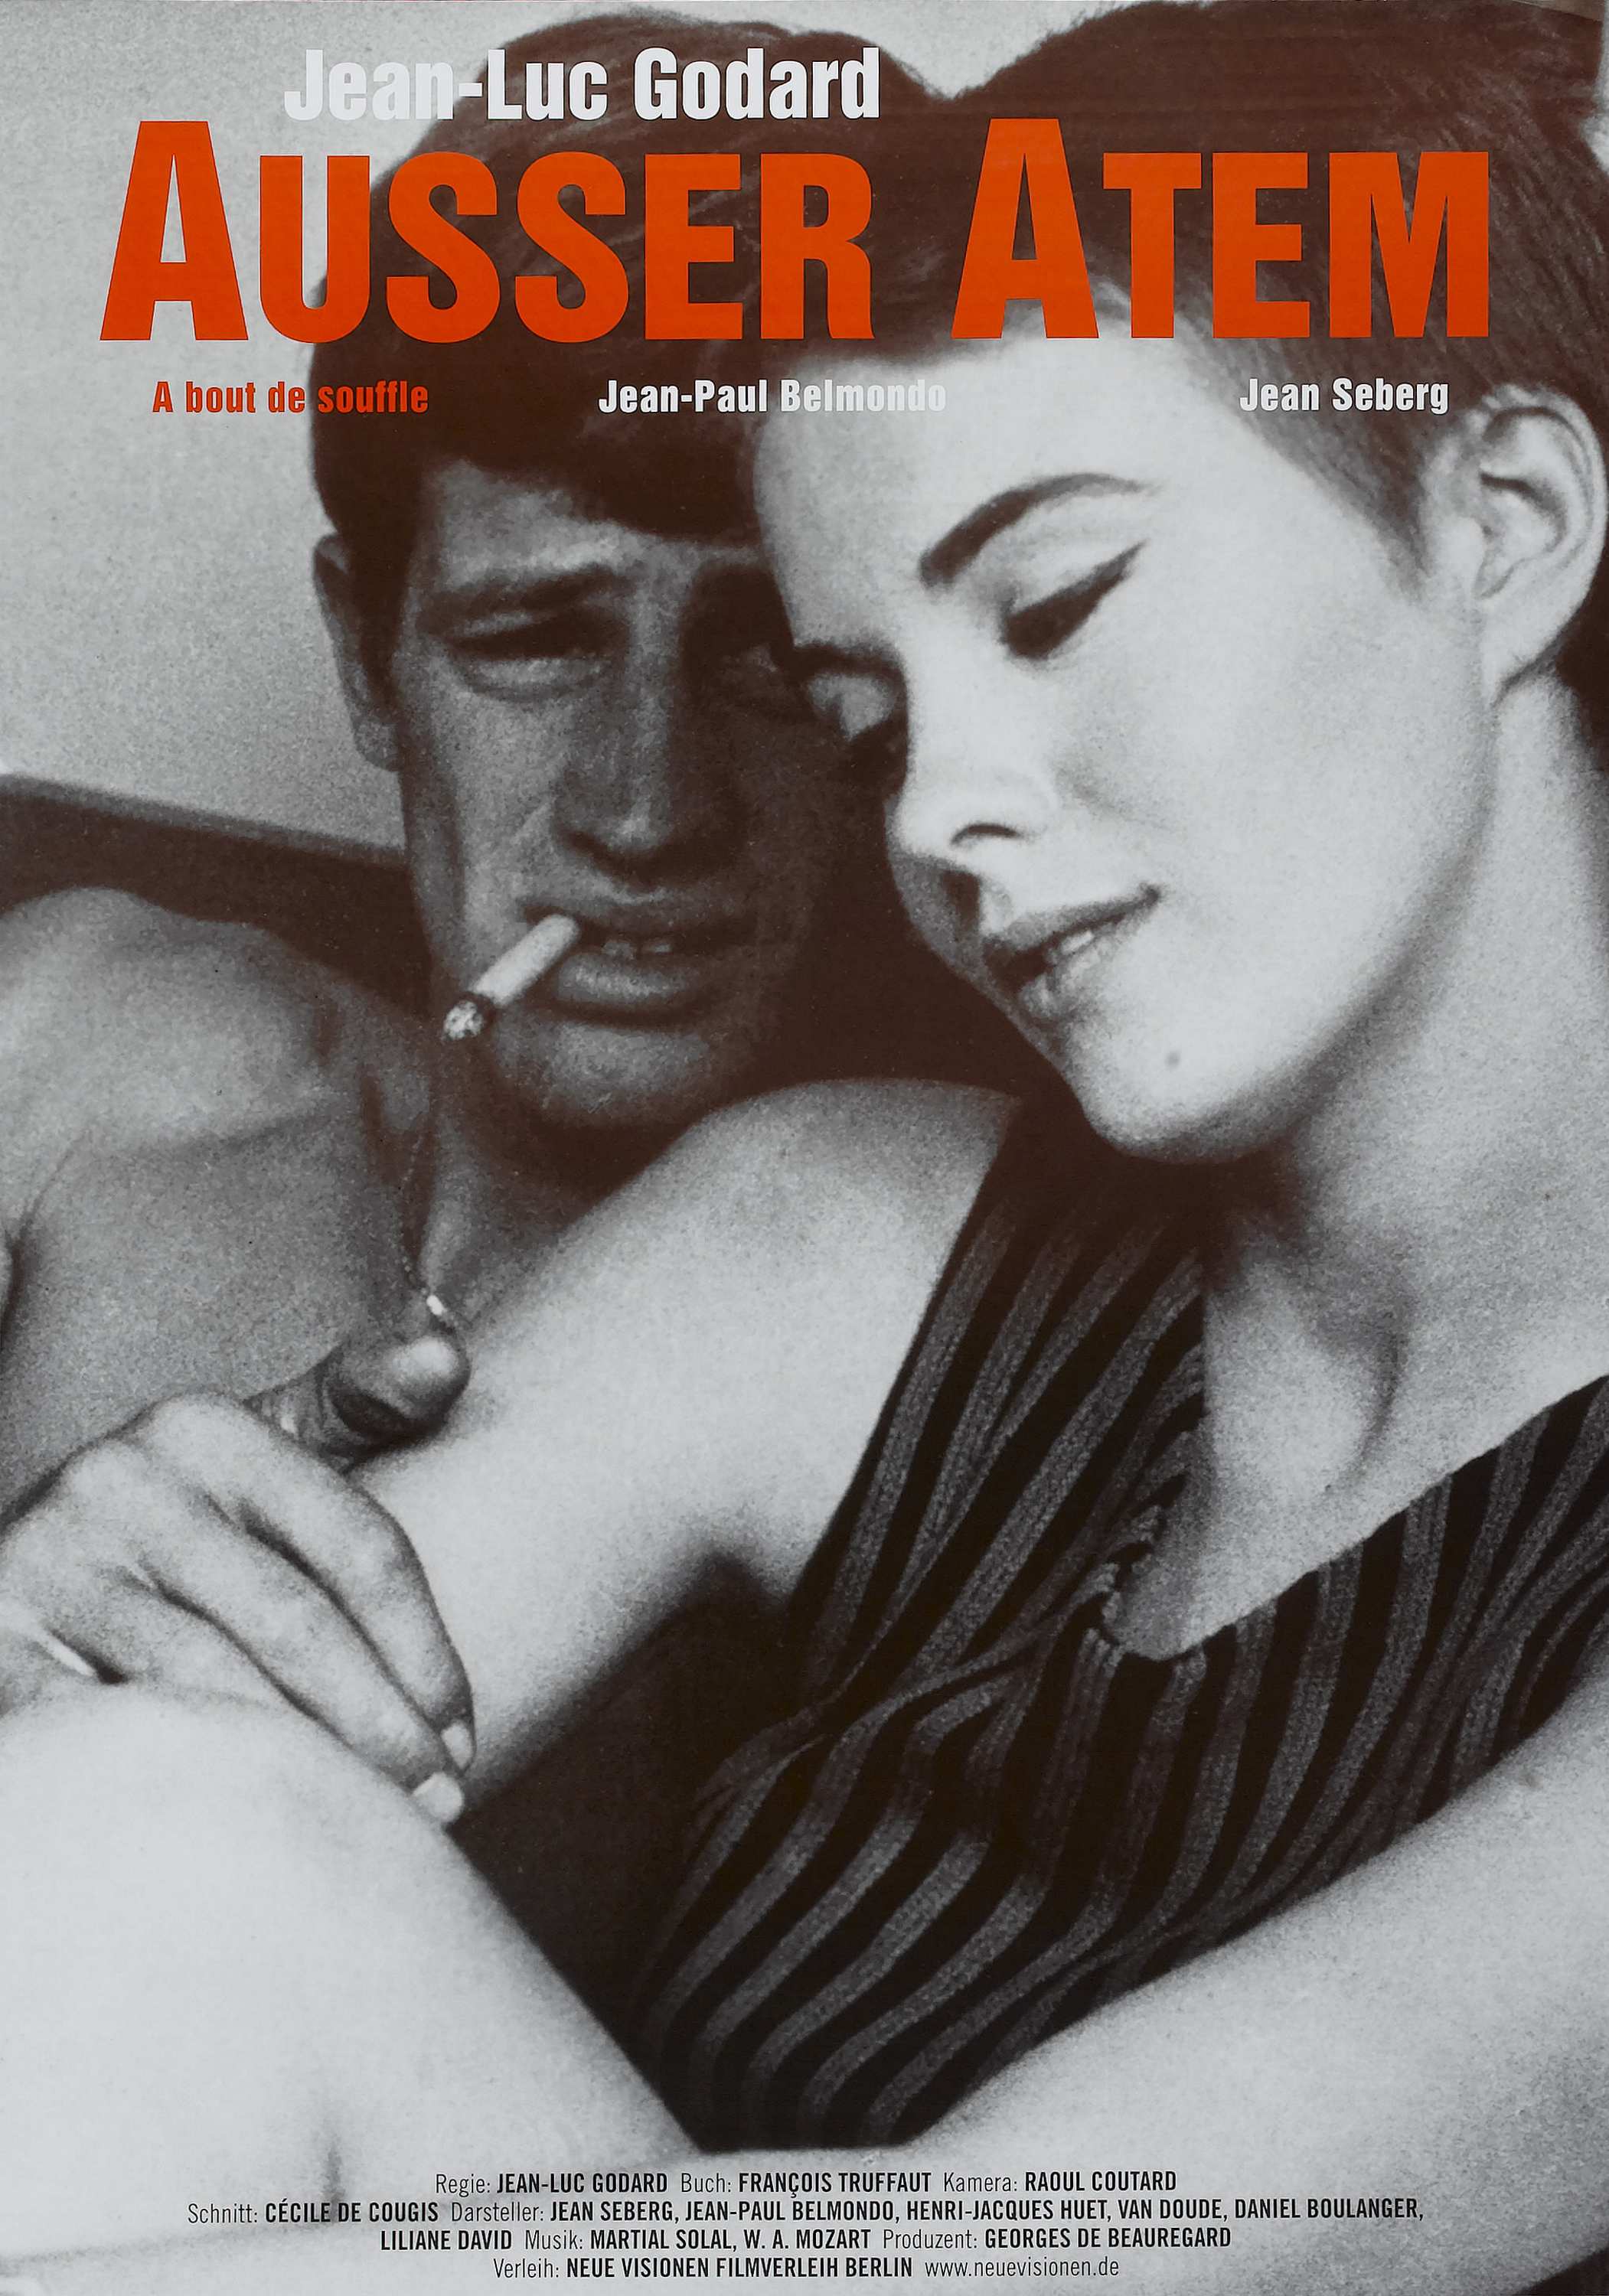 Jean-Luc Godard
AUSSER ATEM
A bout de souffle Jean-Paul Belmondo Jean Seberg
Regie: JEAN-LUC GODARD Buch: FRANÇOIS TRUFFAUT Kamera: RAOUL COUTARD
Schnitt: CÉCILE DE COUGIS Darsteller: JEAN SEBERG, JEAN-PAUL BELMONDO, HENRI-JACQUES HUET, VAN DOUDE, DANIEL BOULANGER,
LILIANE DAVID Musik: MARTIAL SOLAL, W. A. MOZART Produzent: GEORGES DE BEAUREGARD
Verleih: NEUE VISIONEN FILMVERLEIH BERLIN www.neuevisionen.de